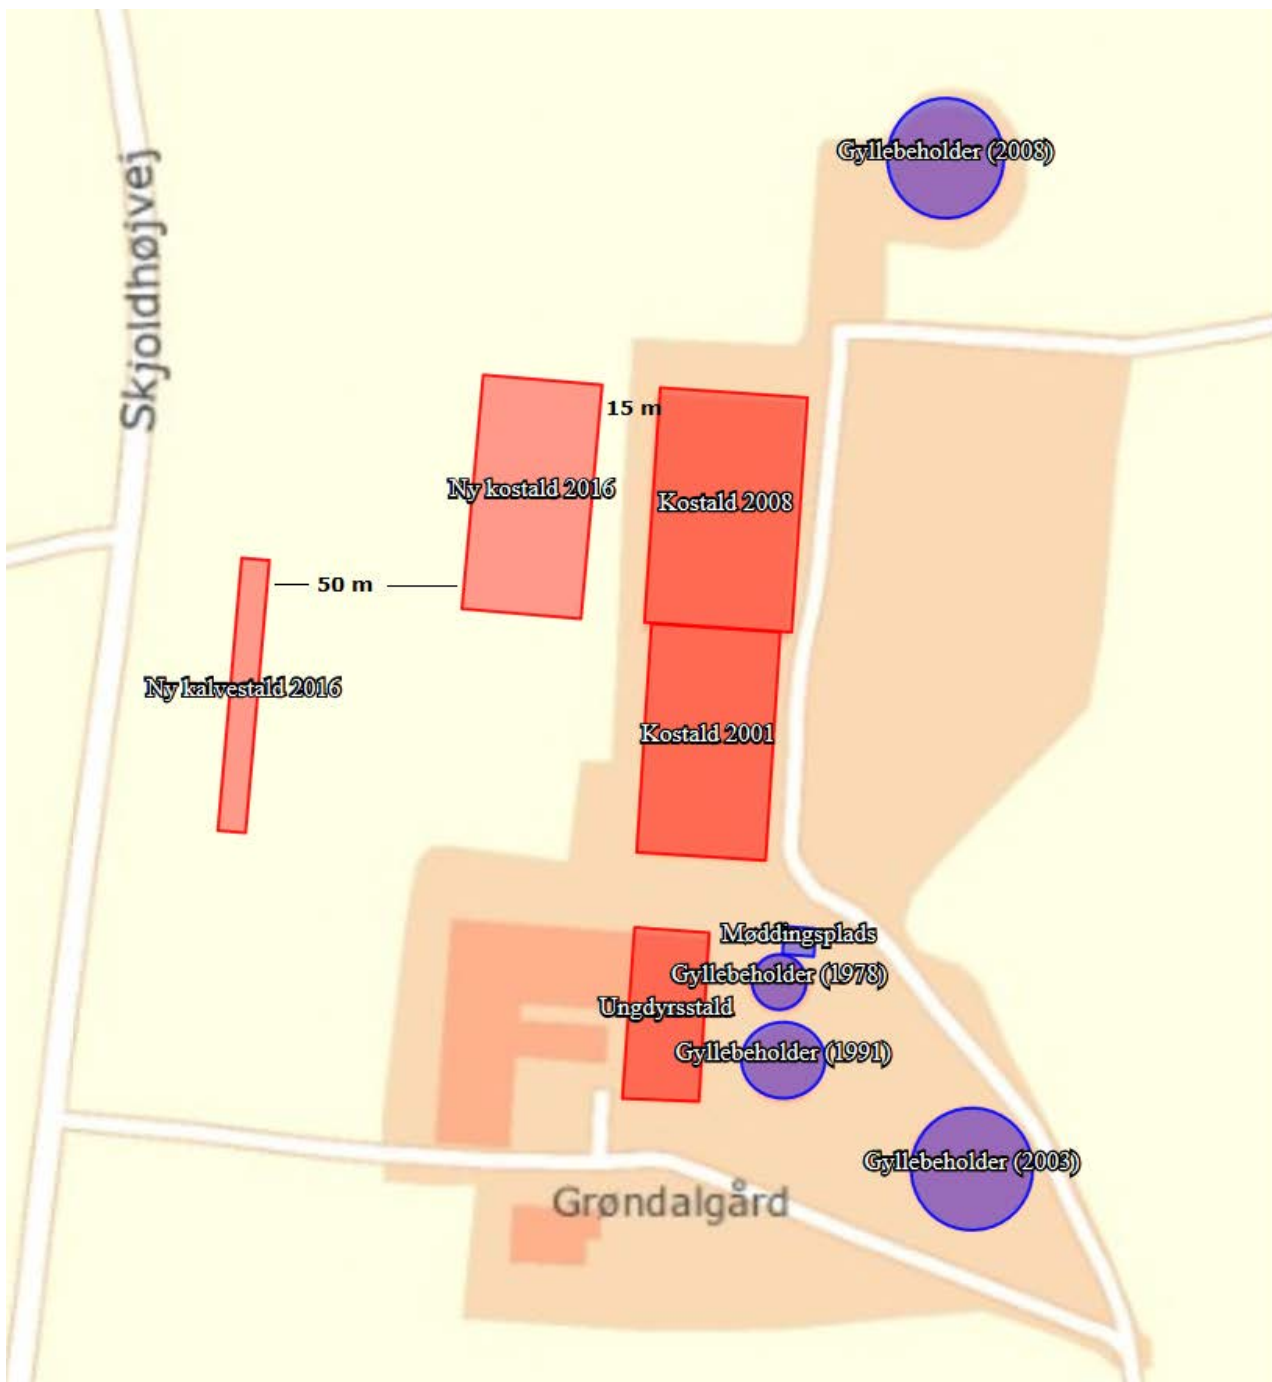 Gyllebeholder (2008)
Skjoldhøjvej
15 m
Ny kostald 2016
Kostald 2008
50 m
Ny kalvestald 2016
Kostald 2001
Møddingsplads
Gyllebeholder (1978)
Ungdyrsstald
Gyllebeholder (1991)
Gyllebeholder (2003)
Grøndalgård